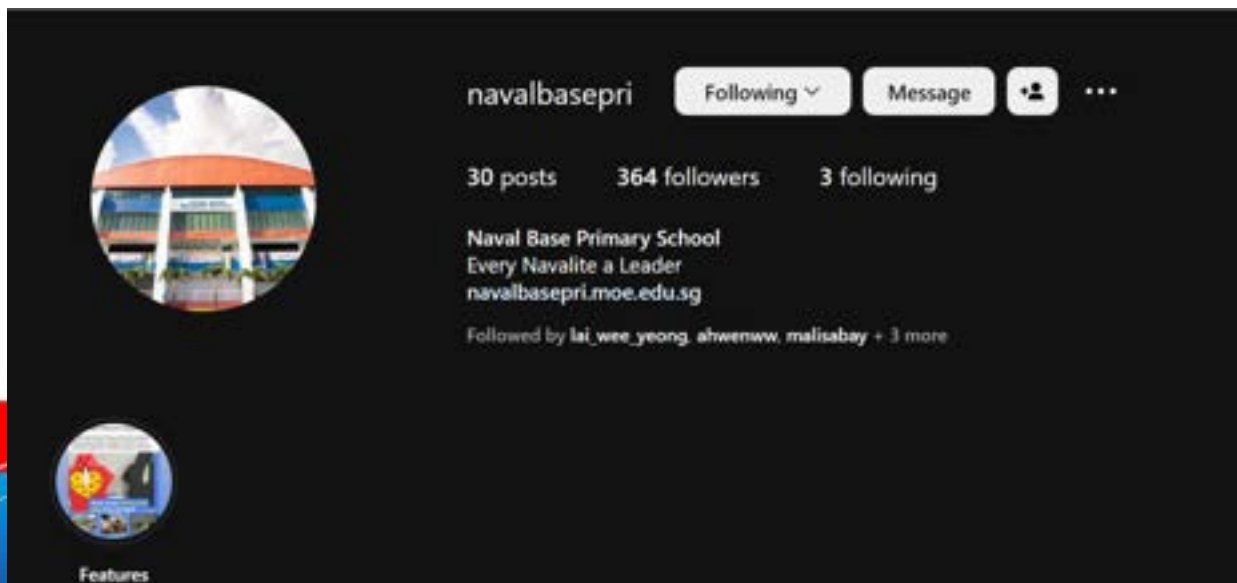 navalbasepri Following Message
30 posts 364 followers 3 following
Naval Base Primary School
Every Navalite a Leader
navalbasepri.moe.edu.sg
Followed by lai_wee_yeong, ahwenww, malisabay + 3 more
Features